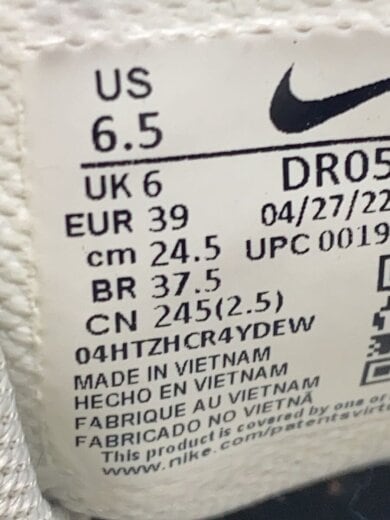 US
6.5
UK 6 DR05
EUR 39 04/27/22
cm 24.5 UPC 0019
BR 37.5
CN 245(2.5)
04HTZHCR4YDEW
MADE IN VIETNAM
HECHO EN VIETNAM
FABRIQUE AU VIETNAM
FABRICADO NO VIETNÃ
This product is covered by one or
www.nike.com/patentsvirt